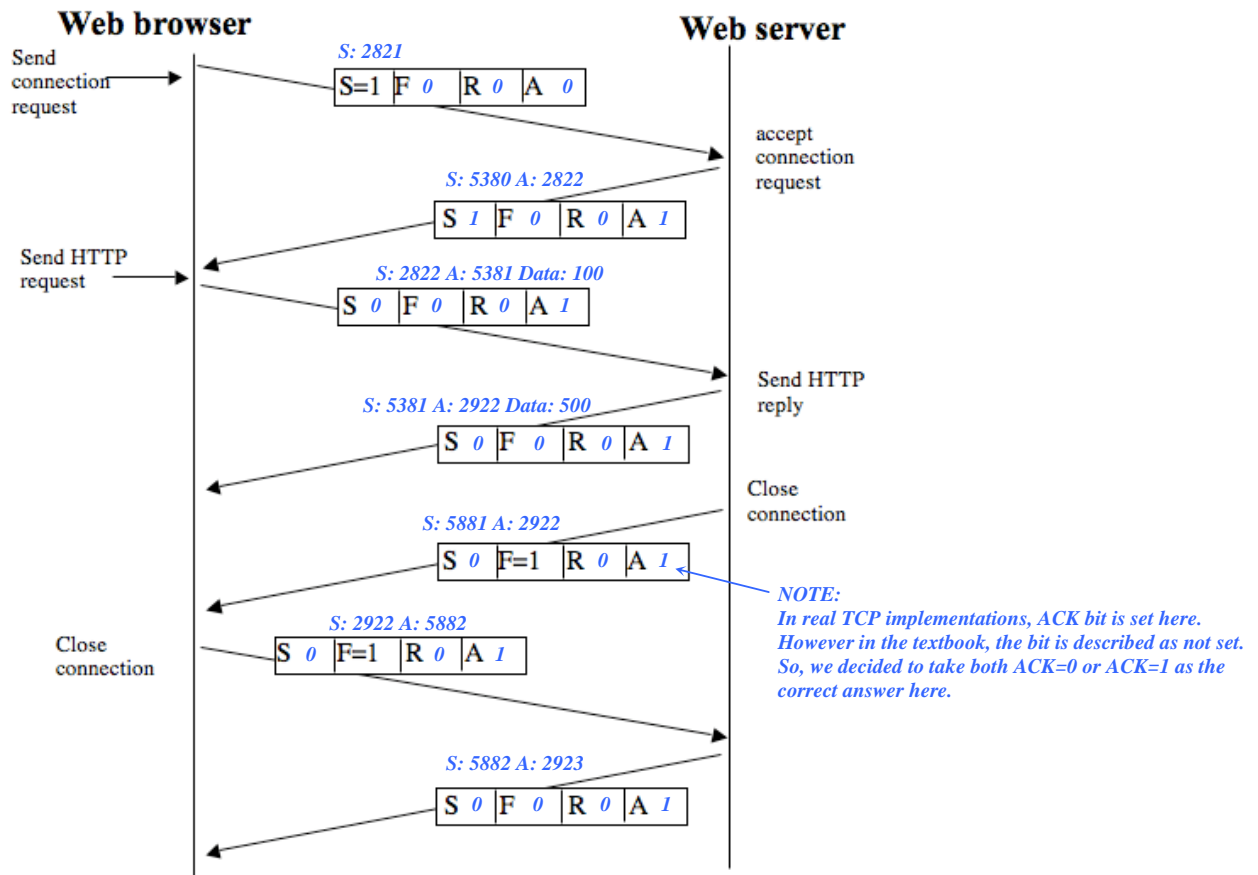 Web browser
Web server
Send
connection
request
S: 2821
S=1 F 0 R 0 A 0
accept
connection
request
S: 5380 A: 2822
S 1 F 0 R 0 A 1
Send HTTP
request
S: 2822 A: 5381 Data: 100
S 0 F 0 R 0 A 1
Send HTTP
reply
S: 5381 A: 2922 Data: 500
S 0 F 0 R 0 A 1
Close
connection
S: 5881 A: 2922
S 0 F=1 R 0 A 1
NOTE:
In real TCP implementations, ACK bit is set here.
However in the textbook, the bit is described as not set.
So, we decided to take both ACK=0 or ACK=1 as the
correct answer here.
Close
connection
S: 2922 A: 5882
S 0 F=1 R 0 A 1
S: 5882 A: 2923
S 0 F 0 R 0 A 1